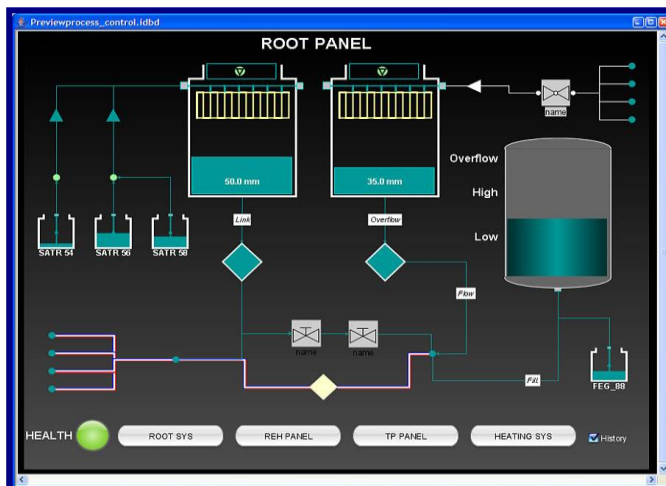 Previewprocess_control.idbd
ROOT PANEL
name
Overflow
High
Low
50.0 mm
35.0 mm
Link
Overflow
SATR 54
SATR 56
SATR 58
Flow
name
name
Fill
FEG_88
HEALTH
ROOT SYS
REH PANEL
TP PANEL
HEATING SYS
History